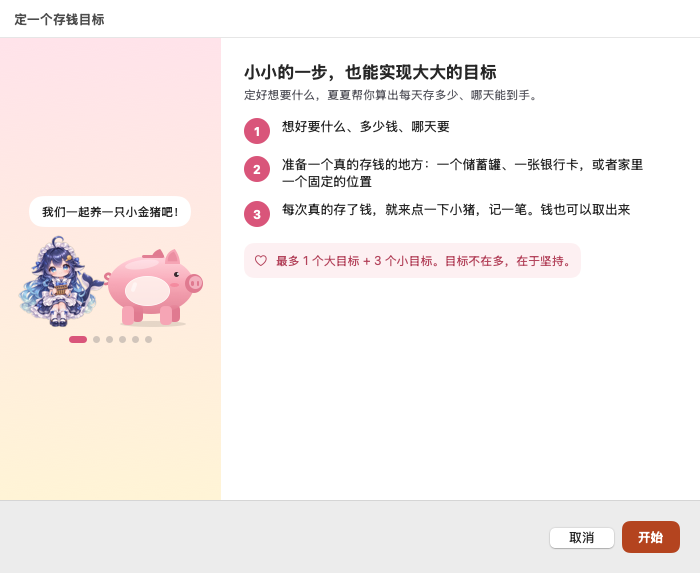 定一个存钱目标
我们一起养一只小金猪吧!
小小的一步，也能实现大大的目标
定好想要什么，夏夏帮你算出每天存多少、哪天能到手。
1 想好要什么、多少钱、哪天要
2 准备一个真的存钱的地方：一个储蓄罐、一张银行卡，或者家里
一个固定的位置
3 每次真的存了钱，就来点一下小猪，记一笔。钱也可以取出来
最多 1 个大目标 + 3 个小目标。目标不在多，在于坚持。
取消
开始